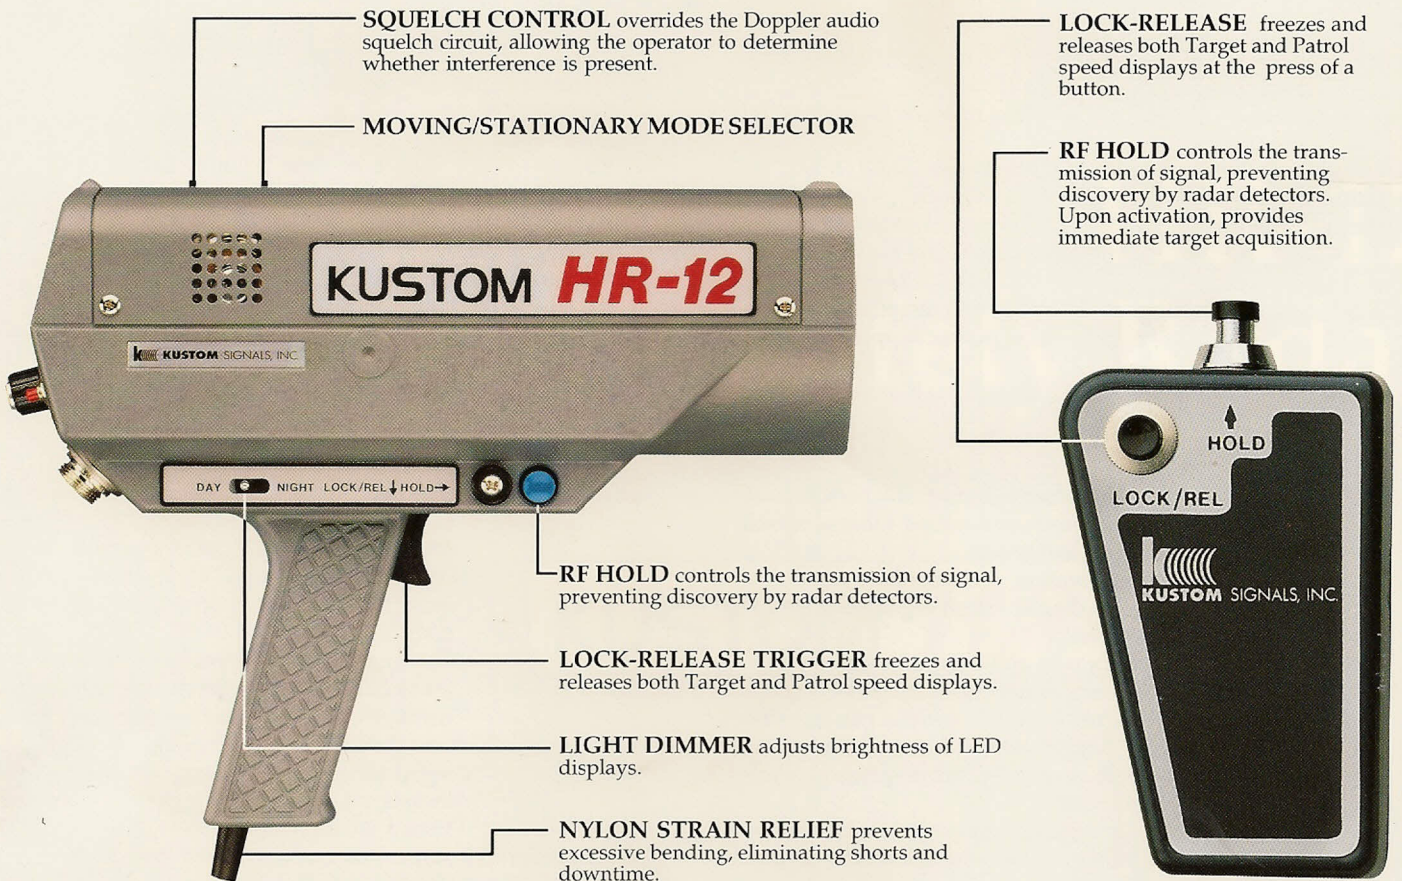 SQUELCH CONTROL overrides the Doppler audio
squelch circuit, allowing the operator to determine
whether interference is present.
MOVING/STATIONARY MODE SELECTOR
KUSTOM HR-12
KUSTOM SIGNALS, INC.
DAY NIGHT LOCK/REL ↓ HOLD→
RF HOLD controls the transmission of signal,
preventing discovery by radar detectors.
LOCK-RELEASE TRIGGER freezes and
releases both Target and Patrol speed displays.
LIGHT DIMMER adjusts brightness of LED
displays.
NYLON STRAIN RELIEF prevents
excessive bending, eliminating shorts and
downtime.
LOCK-RELEASE freezes and
releases both Target and Patrol
speed displays at the press of a
button.
RF HOLD controls the trans-
mission of signal, preventing
discovery by radar detectors.
Upon activation, provides
immediate target acquisition.
HOLD
LOCK/REL
KUSTOM SIGNALS, INC.